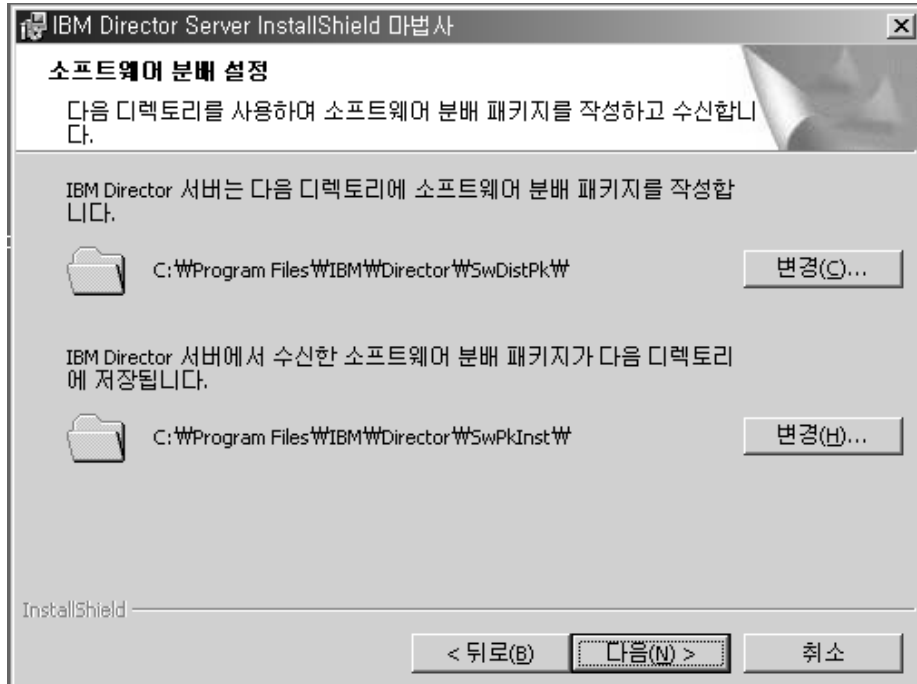 IBM Director Server InstallShield 마법사
소프트웨어 분배 설정
다음 디렉토리를 사용하여 소프트웨어 분배 패키지를 작성하고 수신합니
다.
IBM Director 서버는 다음 디렉토리에 소프트웨어 분배 패키지를 작성합
니다.
C:₩Program Files₩IBM₩Director₩SwDistPk₩
변경(C)...
IBM Director 서버에서 수신한 소프트웨어 분배 패키지가 다음 디렉토리
에 저장됩니다.
C:₩Program Files₩IBM₩Director₩SwPkInst₩
변경(H)...
InstallShield
< 뒤로(B)
다음(N) >
취소